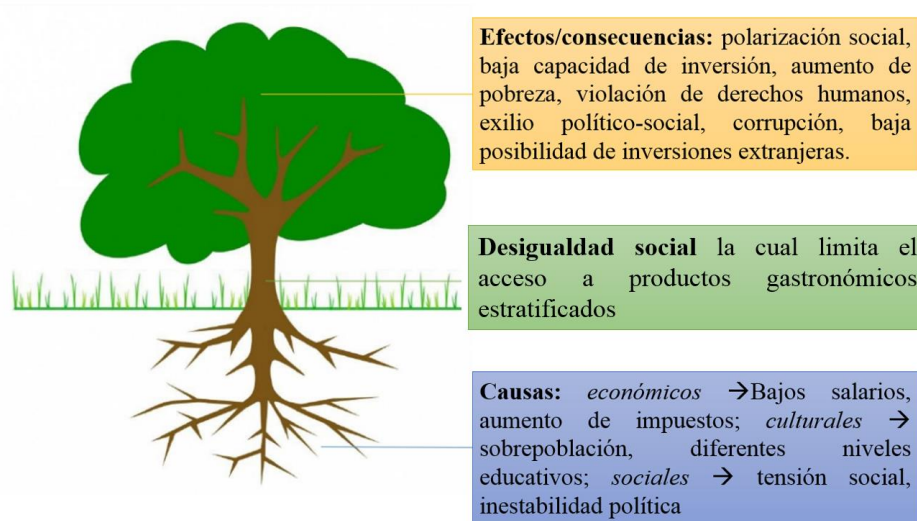 Efectos/consecuencias: polarización social,
baja capacidad de inversión, aumento de
pobreza, violación de derechos humanos,
exilio político-social, corrupción, baja
posibilidad de inversiones extranjeras.
Desigualdad social la cual limita el
acceso a productos gastronómicos
estratificados
Causas: económicos →Bajos salarios,
aumento de impuestos; culturales →
sobrepoblación, diferentes niveles
educativos; sociales → tensión social,
inestabilidad política